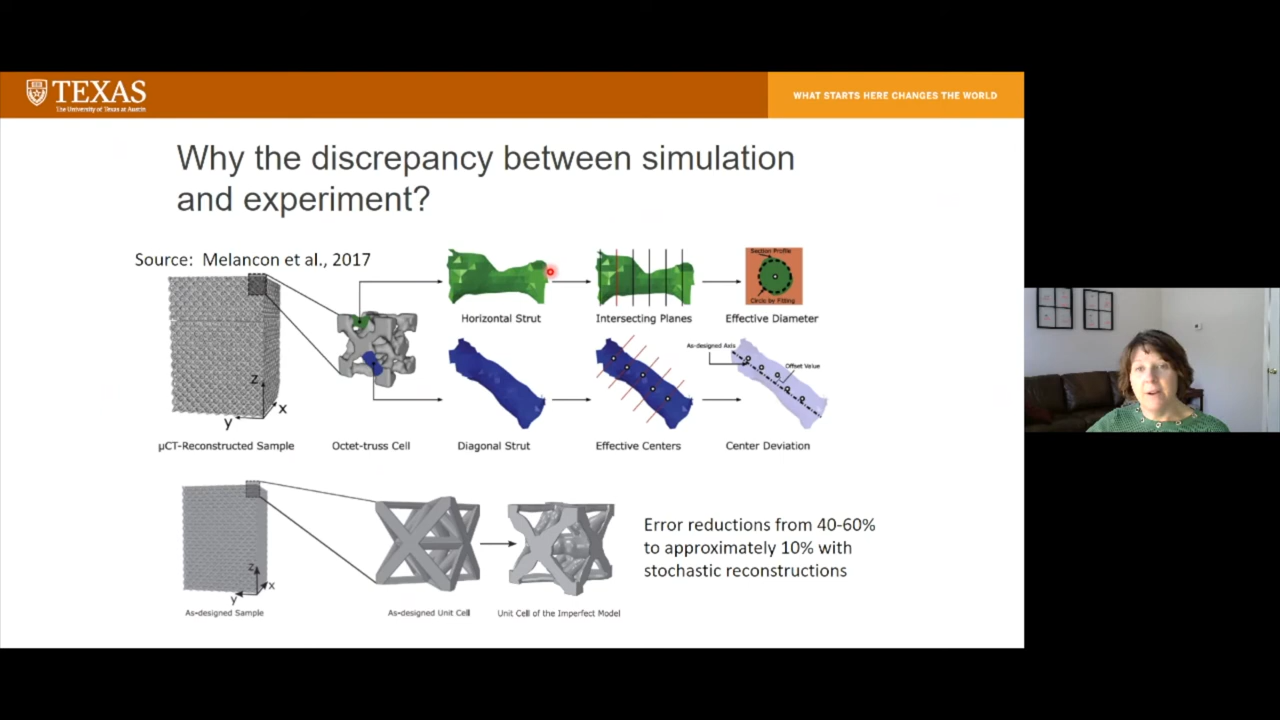 TEXAS
The University of Texas at Austin
WHAT STARTS HERE CHANGES THE WORLD
Why the discrepancy between simulation
and experiment?
Source: Melancon et al., 2017
Section Profile
Circle by Fitting
Horizontal Strut
Intersecting Planes
Effective Diameter
As-designed Axis
Offset Value
z
x
y
µCT-Reconstructed Sample
Octet-truss Cell
Diagonal Strut
Effective Centers
Center Deviation
z
x
y
As-designed Sample
As-designed Unit Cell
Unit Cell of the Imperfect Model
Error reductions from 40-60%
to approximately 10% with
stochastic reconstructions